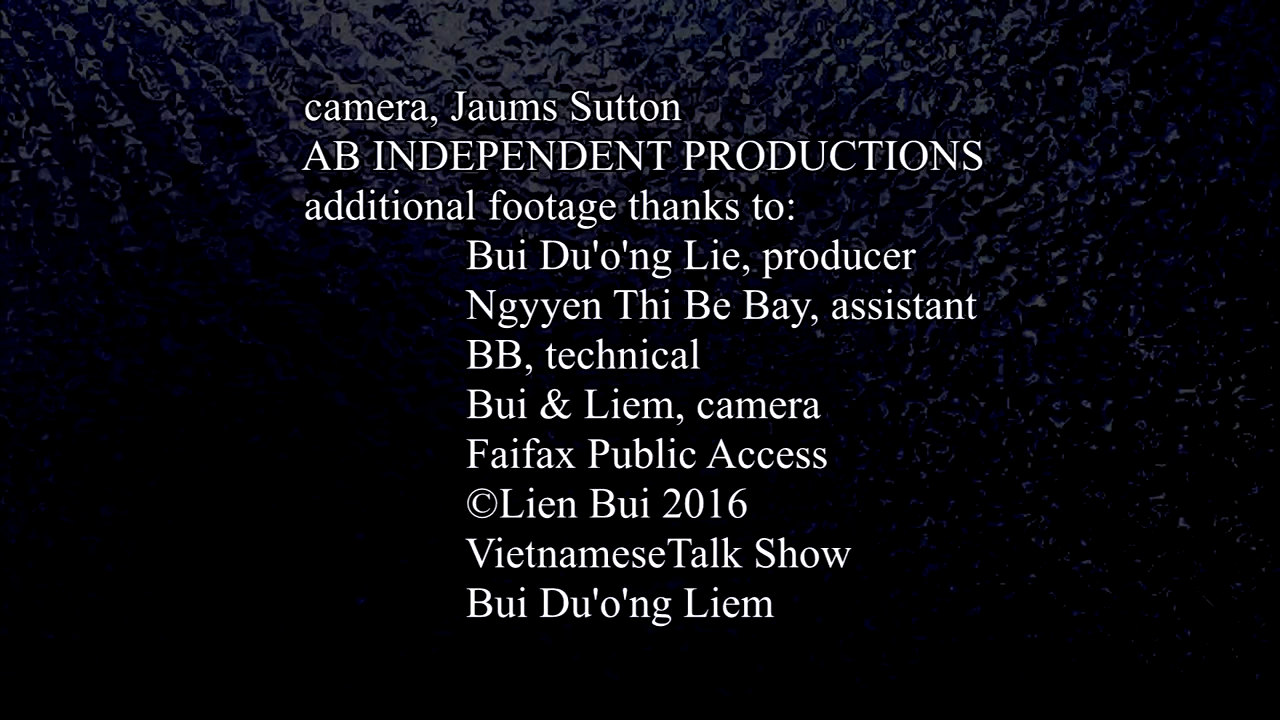 camera, Jaums Sutton
AB INDEPENDENT PRODUCTIONS
additional footage thanks to:
Bui Du'o'ng Lie, producer
Ngyyen Thi Be Bay, assistant
BB, technical
Bui & Liem, camera
Faifax Public Access
©Lien Bui 2016
VietnameseTalk Show
Bui Du'o'ng Liem